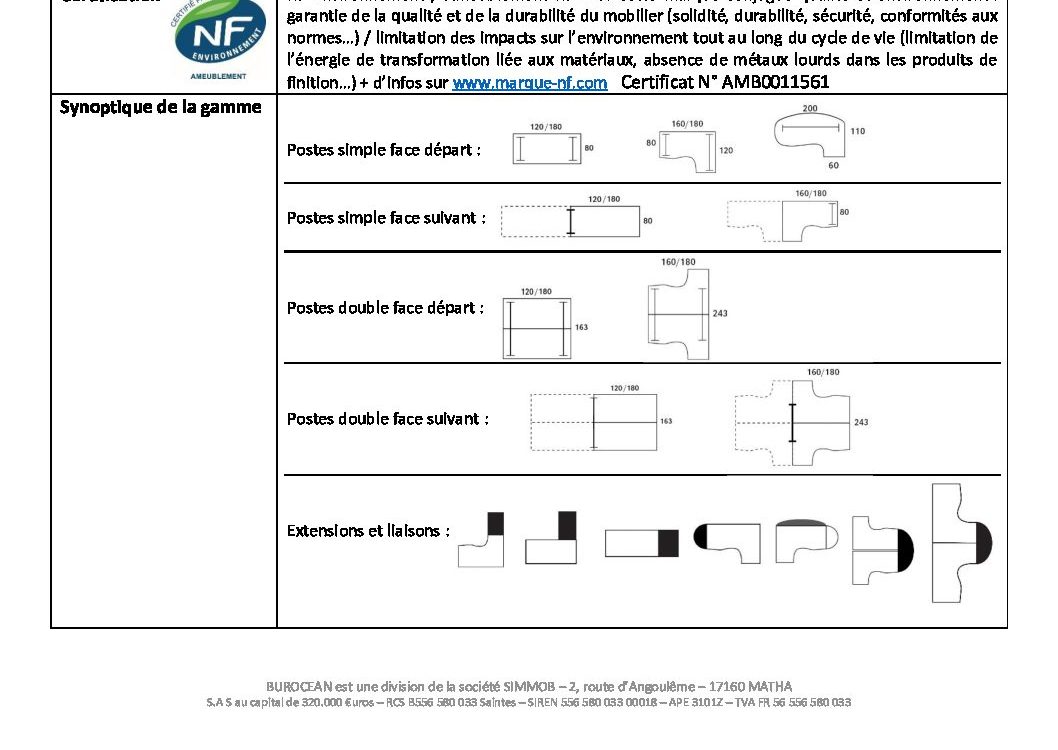 CERTIFIÉ PA
NF
ENVIRONNEMENT
AMEUBLEMENT
garantie de la qualité et de la durabilité du mobilier (solidité, durabilité, sécurité, conformités aux
normes…) / limitation des impacts sur l'environnement tout au long du cycle de vie (limitation de
l'énergie de transformation liée aux matériaux, absence de métaux lourds dans les produits de
finition…) + d'infos sur www.marque-nf.com Certificat N° AMB0011561
Synoptique de la gamme
Postes simple face départ :
120/180
80
160/180
80
120
200
110
60
Postes simple face suivant :
120/180
80
160/180
80
Postes double face départ :
120/180
163
160/180
243
Postes double face suivant :
120/180
163
160/180
243
Extensions et liaisons :
BUROCEAN est une division de la société SIMMOB – 2, route d'Angoulême – 17160 MATHA
S.A S au capital de 320.000 €uros – RCS B556 580 033 Saintes – SIREN 556 580 033 00018 – APE 3101Z – TVA FR 56 556 580 033